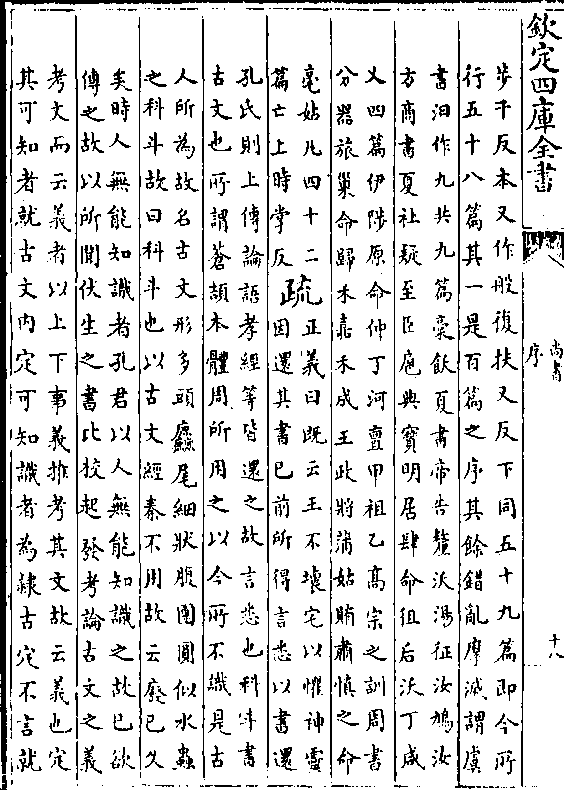 欽定四庫全書
尚書
序
十八
步干反本又作般復扶又反下同五十九篇即今所
行五十八篇其一是百篇之序其餘錯亂摩滅謂虞
書汨作九共九篇槀飫夏書帝告釐沃湯征汝鳩汝
方商書夏社疑至臣扈典寶明居肆命徂后沃丁咸
乂四篇伊陟原命仲丁河亶甲祖乙高宗之訓周書
分器旅巢命歸禾嘉禾成王政將蒲姑賄肅慎之命
亳姑凡四十二
篇亡上時掌反
疏
正義曰既云王不壞宅以懼神靈
因還其書已前所得言悉以書還
孔氏則上傳論語孝經等皆還之故言悉也科斗書
古文也所謂蒼頡本體周所用之以今所不識是古
人所為故名古文形多頭麤尾細狀腹團圓似水蟲
之科斗故曰科斗也以古文經秦不用故云廢已久
矣時人無能知識者孔君以人無能知識之故已欲
傳之故以所聞伏生之書比校起發考論古文之義
考文而云義者以上下事義推考其文故云義也定
其可知者就古文內定可知識者為隸古定不言就